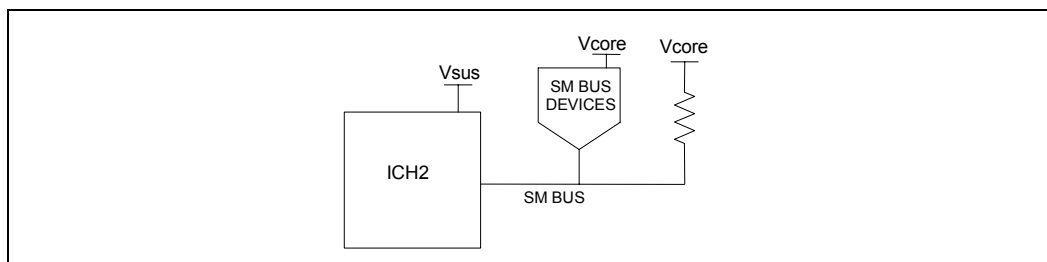 Vcore
Vcore
Vsus
SM BUS
DEVICES
ICH2
SM BUS